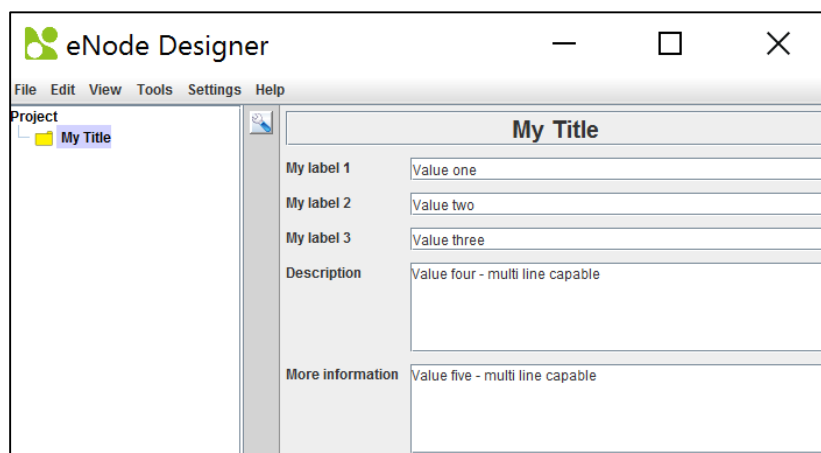 eNode Designer
File Edit View Tools Settings Help
Project
My Title
My Title
My label 1 Value one
My label 2 Value two
My label 3 Value three
Description Value four - multi line capable
More information Value five - multi line capable